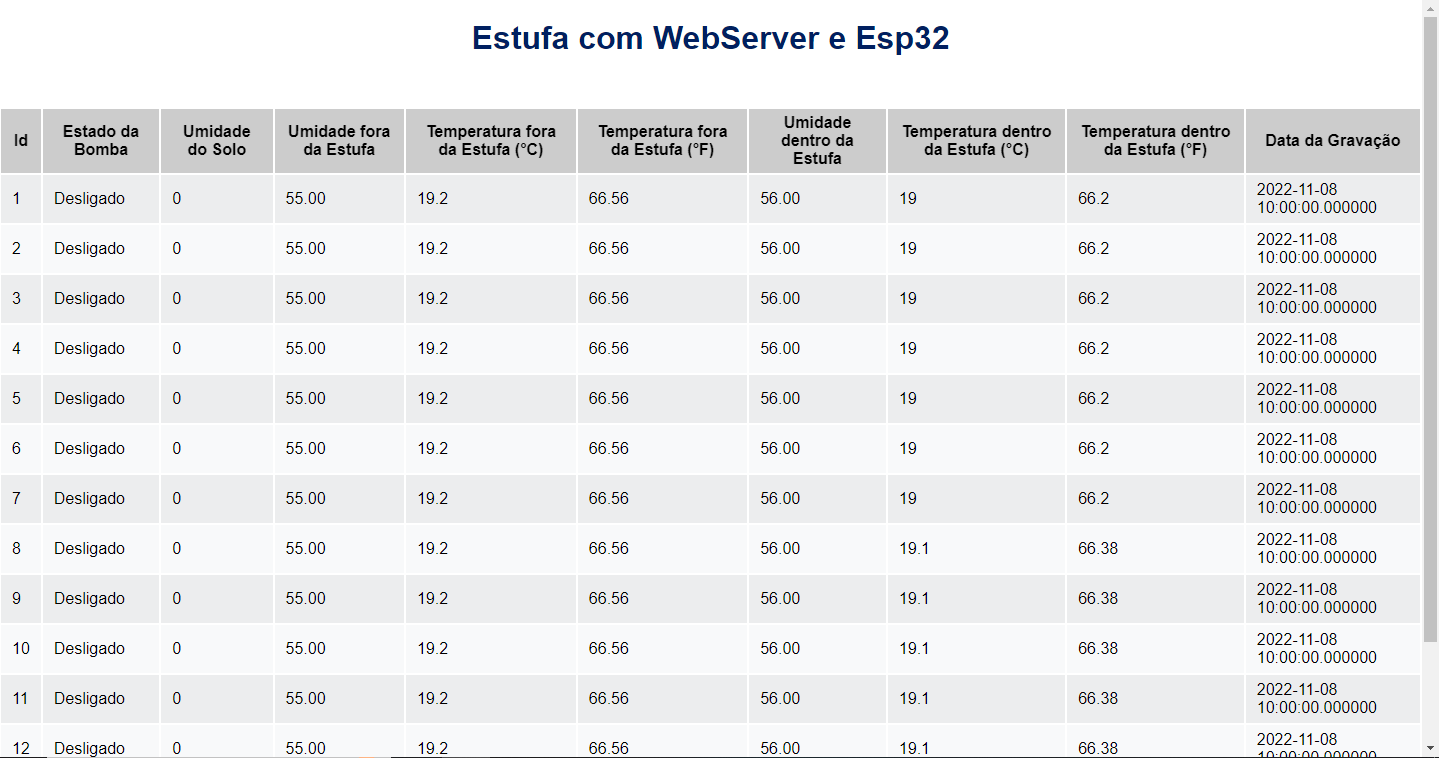 Estufa com WebServer e Esp32
Id Estado da Bomba Umidade do Solo Umidade fora da Estufa Temperatura fora da Estufa (°C) Temperatura fora da Estufa (°F) Umidade dentro da Estufa Temperatura dentro da Estufa (°C) Temperatura dentro da Estufa (°F) Data da Gravação
1 Desligado 0 55.00 19.2 66.56 56.00 19 66.2 2022-11-08 10:00:00.000000
2 Desligado 0 55.00 19.2 66.56 56.00 19 66.2 2022-11-08 10:00:00.000000
3 Desligado 0 55.00 19.2 66.56 56.00 19 66.2 2022-11-08 10:00:00.000000
4 Desligado 0 55.00 19.2 66.56 56.00 19 66.2 2022-11-08 10:00:00.000000
5 Desligado 0 55.00 19.2 66.56 56.00 19 66.2 2022-11-08 10:00:00.000000
6 Desligado 0 55.00 19.2 66.56 56.00 19 66.2 2022-11-08 10:00:00.000000
7 Desligado 0 55.00 19.2 66.56 56.00 19 66.2 2022-11-08 10:00:00.000000
8 Desligado 0 55.00 19.2 66.56 56.00 19.1 66.38 2022-11-08 10:00:00.000000
9 Desligado 0 55.00 19.2 66.56 56.00 19.1 66.38 2022-11-08 10:00:00.000000
10 Desligado 0 55.00 19.2 66.56 56.00 19.1 66.38 2022-11-08 10:00:00.000000
11 Desligado 0 55.00 19.2 66.56 56.00 19.1 66.38 2022-11-08 10:00:00.000000
12 Desligado 0 55.00 19.2 66.56 56.00 19.1 66.38 2022-11-08 10:00:00.000000